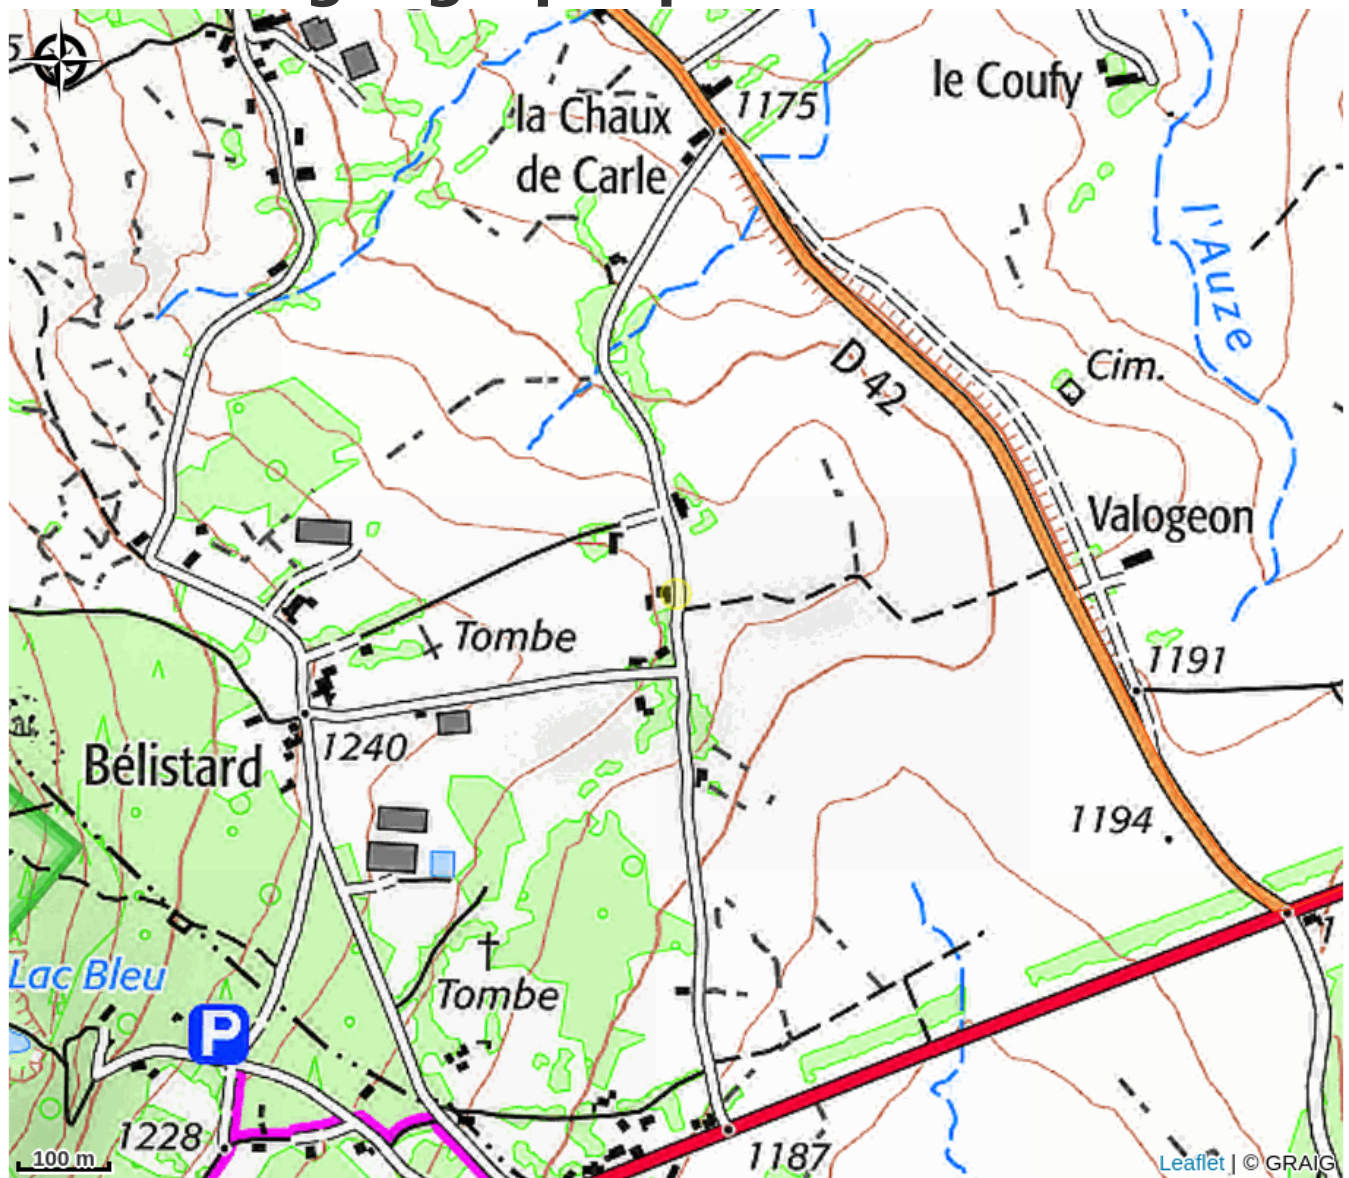 5
le Coufy
1175
la Chaux
de Carle
l'Auze
D 42
Cim.
Valogeon
Tombe
1191
1240
Bélistard
1194
Lac Bleu
Tombe
P
1228
1187
100 m
Leaflet | © GRAIG